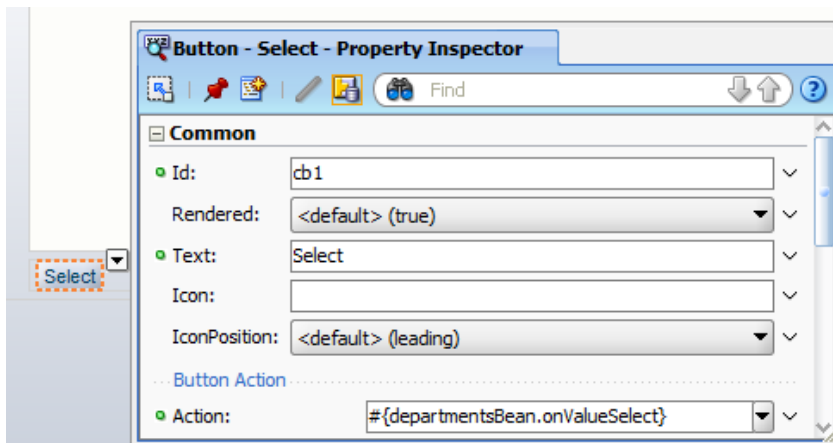 Button - Select - Property Inspector
Find
Common
Id: cb1
Rendered: <default> (true)
Text: Select
Select
Icon:
IconPosition: <default> (leading)
Button Action
Action: #{departmentsBean.onValueSelect}